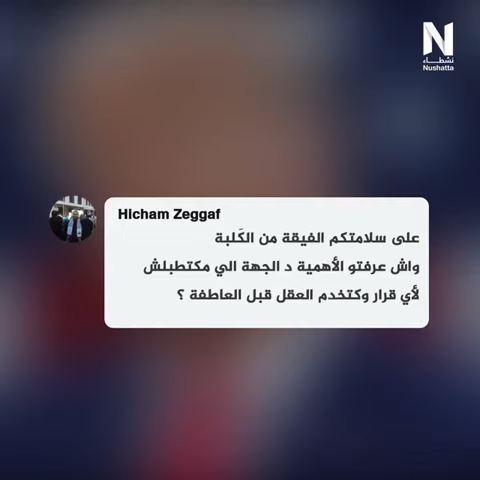 نشطاء
Nushatta
Hicham Zeggaf
على سلامتكم الفيقة من الكَلبة
واش عرفتو الأهمية د الجهة الي مكتطبلش
لأي قرار وكتخدم العقل قبل العاطفة ؟